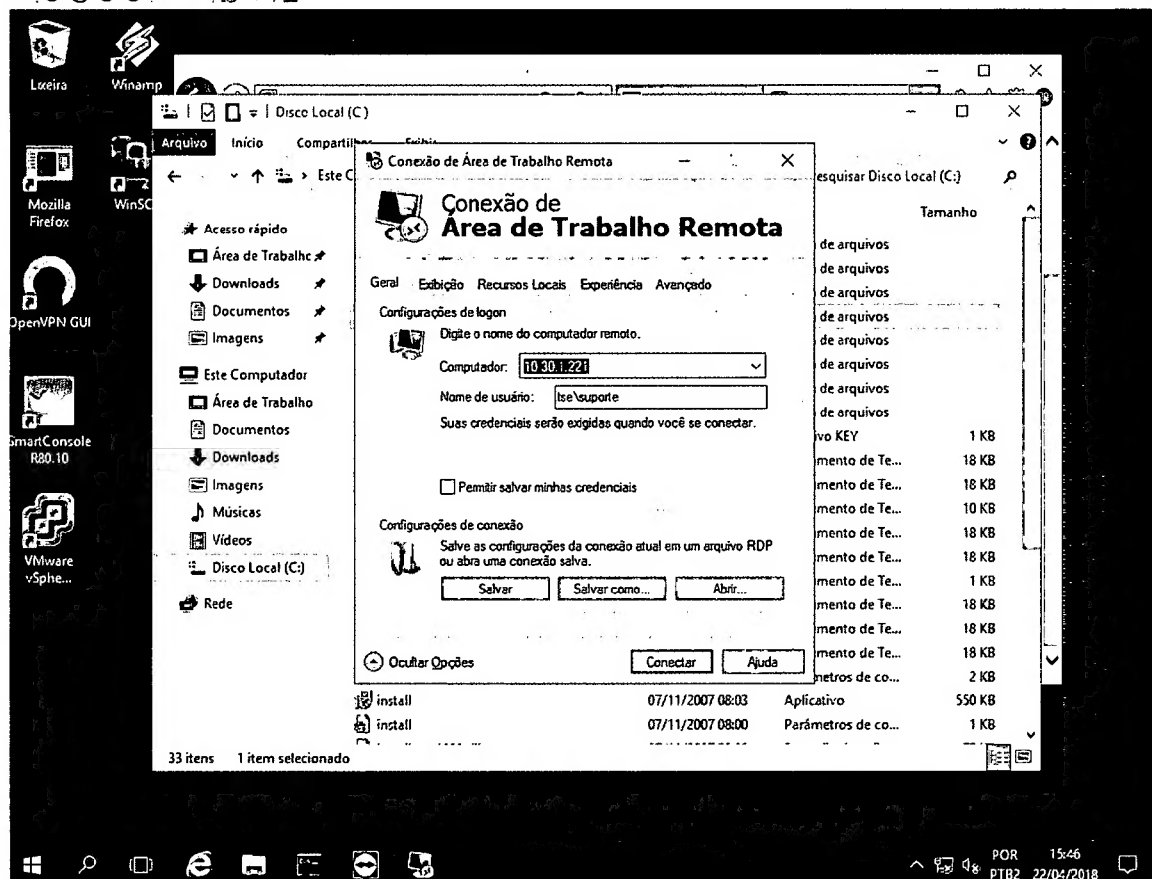 Lixeira
Winamp
Mozilla
Firefox
WinSC
OpenVPN GUI
SmartConsole
R80.10
VMware
vSphe...
Disco Local (C:)
Arquivo Início Compartilhar Exibir
Este C
esquisar Disco Local (C:)
Tamanho
Acesso rápido
Área de Trabalhc
Downloads
Documentos
Imagens
Este Computador
Área de Trabalho
Documentos
Downloads
Imagens
Músicas
Vídeos
Disco Local (C:)
Rede
Conexão de Área de Trabalho Remota
Conexão de
Área de Trabalho Remota
Geral Exibição Recursos Locais Experiência Avançado
Configurações de logon
Digite o nome do computador remoto.
Computador: 10.30.1.221
Nome de usuário: tse\suporte
Suas credenciais serão exigidas quando você se conectar.
Permitir salvar minhas credenciais
Configurações de conexão
Salve as configurações da conexão atual em um arquivo RDP
ou abra uma conexão salva.
Salvar Salvar como... Abrir...
Ocultar Opções Conectar Ajuda
de arquivos
de arquivos
de arquivos
de arquivos
de arquivos
de arquivos
de arquivos
de arquivos
ivo KEY 1 KB
mento de Te... 18 KB
mento de Te... 18 KB
mento de Te... 10 KB
mento de Te... 18 KB
mento de Te... 18 KB
mento de Te... 1 KB
mento de Te... 18 KB
mento de Te... 18 KB
mento de Te... 18 KB
metros de co... 2 KB
install 07/11/2007 08:03 Aplicativo 550 KB
install 07/11/2007 08:00 Parâmetros de co... 1 KB
33 itens 1 item selecionado
POR 15:46
PTB2 22/04/2018